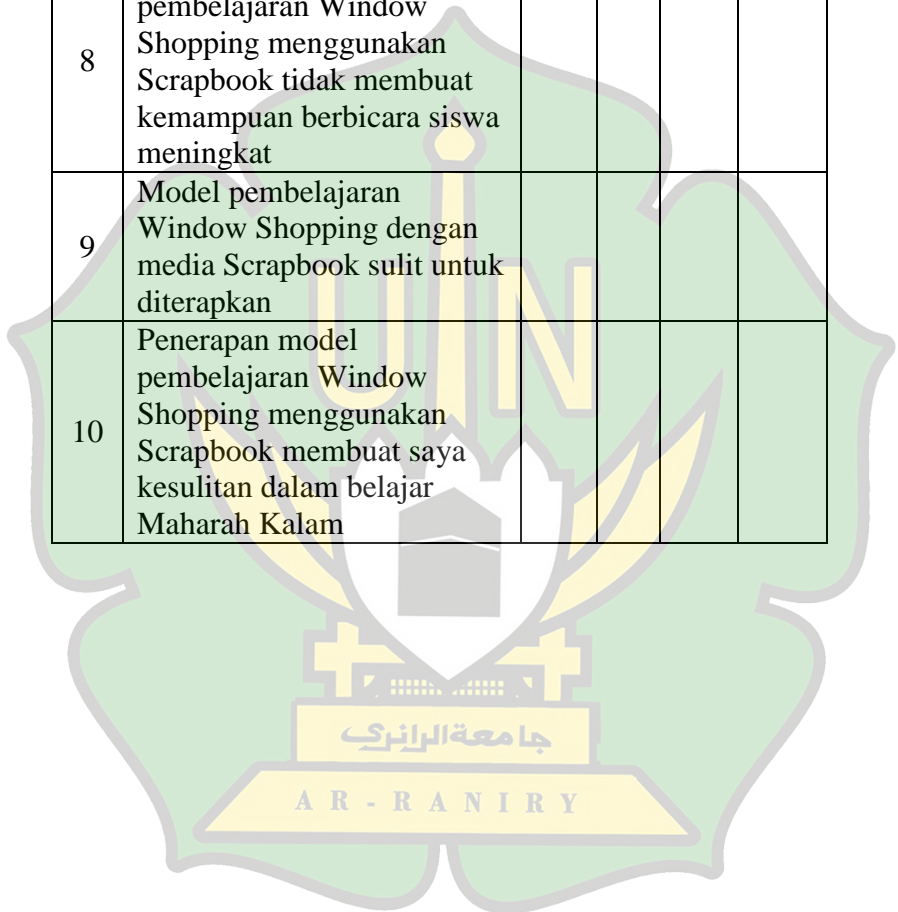 pembelajaran Window
8
Shopping menggunakan
Scrapbook tidak membuat
kemampuan berbicara siswa
meningkat
Model pembelajaran
9
Window Shopping dengan
media Scrapbook sulit untuk
diterapkan
Penerapan model
pembelajaran Window
10
Shopping menggunakan
Scrapbook membuat saya
kesulitan dalam belajar
Maharah Kalam
UIN
جامعة الرانري
AR-RANIRY